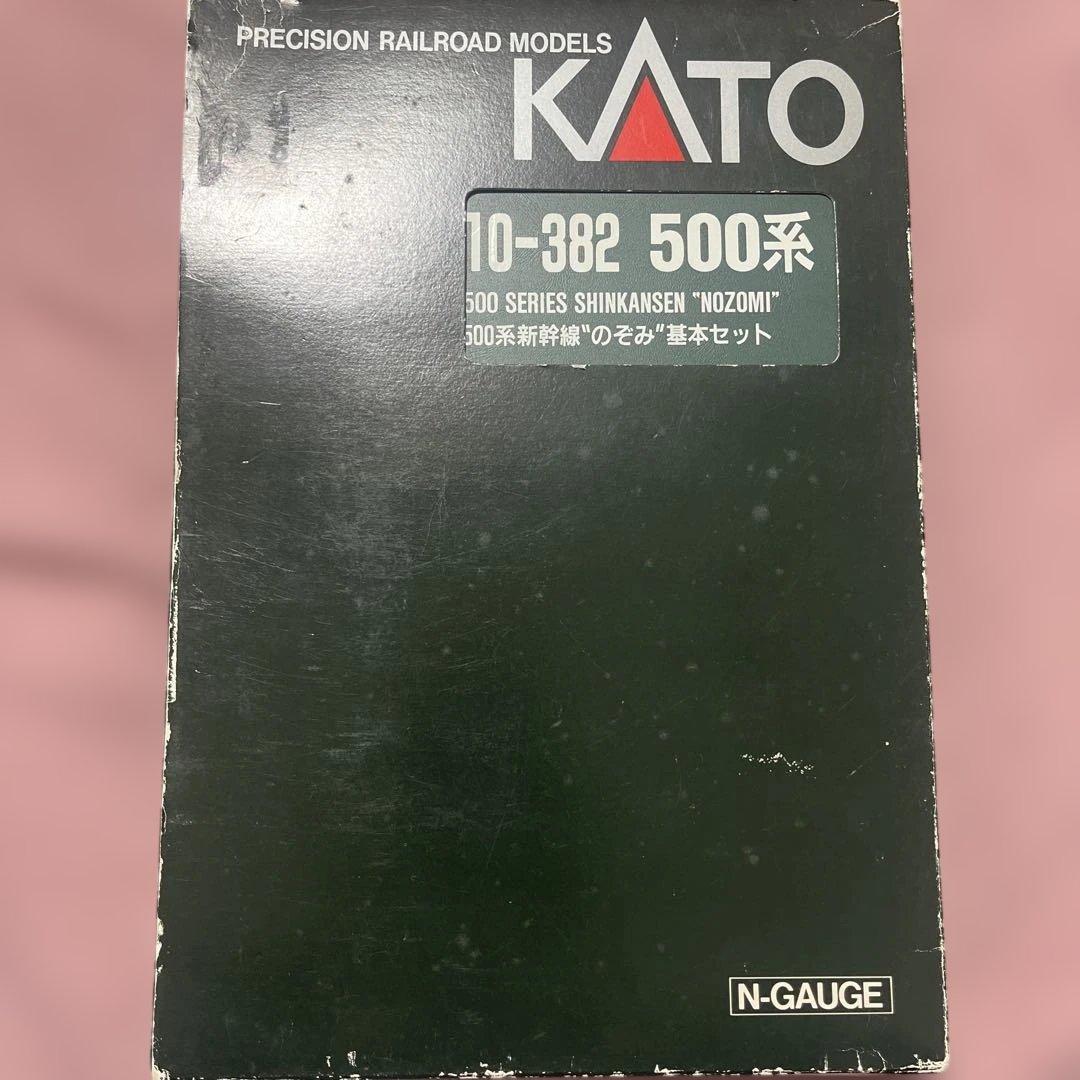 PRECISION RAILROAD MODELS
KATO
10-382 500系
500 SERIES SHINKANSEN "NOZOMI"
500系新幹線"のぞみ"基本セット
N-GAUGE